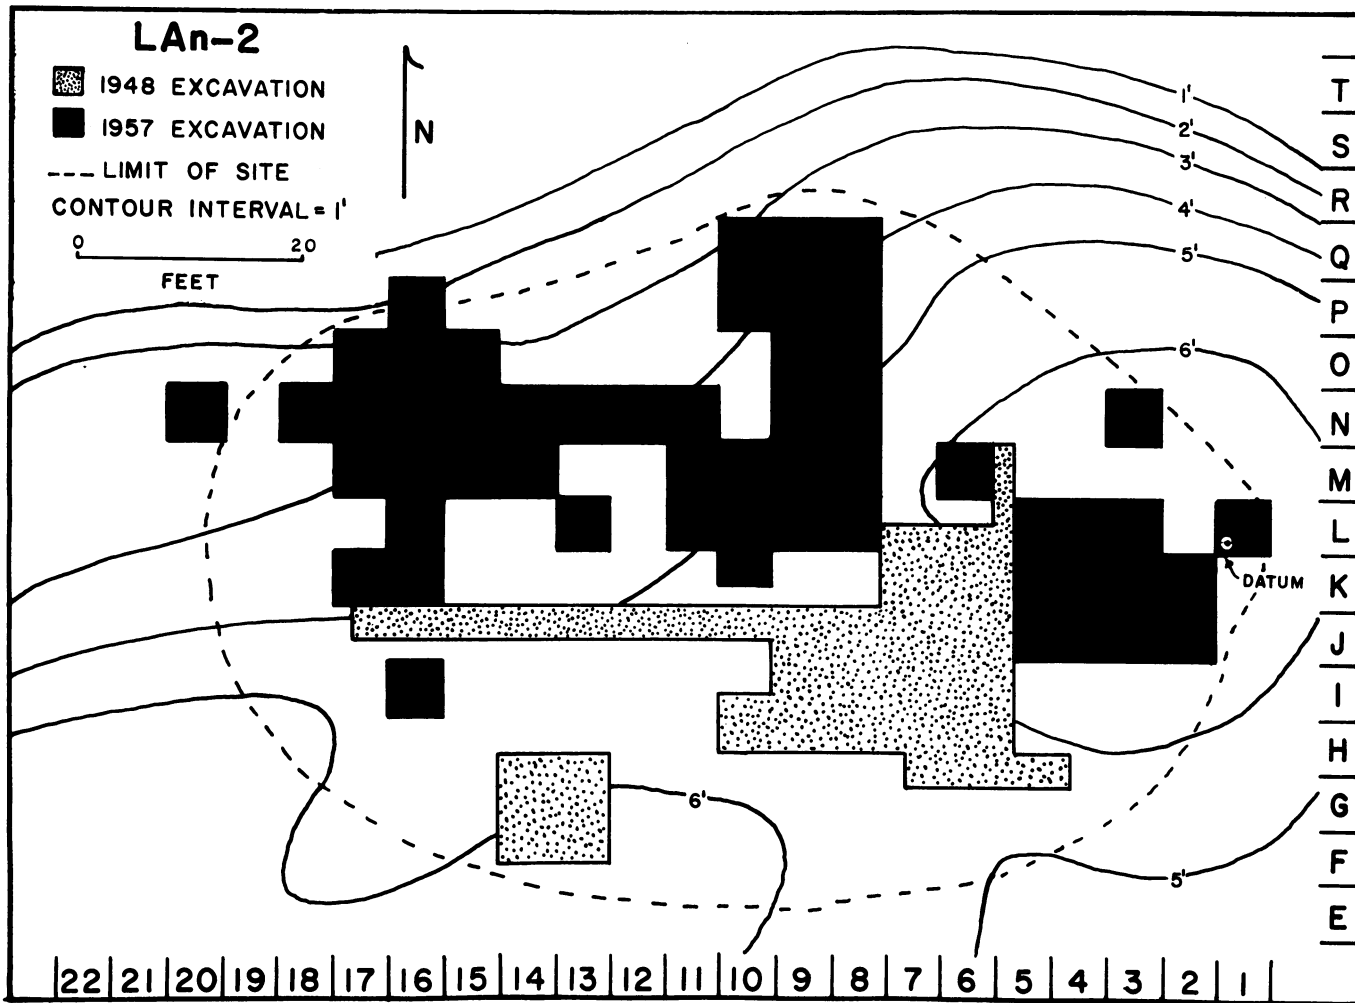 LAn-2
1948 EXCAVATION
1957 EXCAVATION
LIMIT OF SITE
CONTOUR INTERVAL = 1'
0 20
FEET
N
1'
2'
3'
4'
5'
6'
6'
5'
DATUM
T
S
R
Q
P
O
N
M
L
K
J
I
H
G
F
E
22 21 20 19 18 17 16 15 14 13 12 11 10 9 8 7 6 5 4 3 2 1